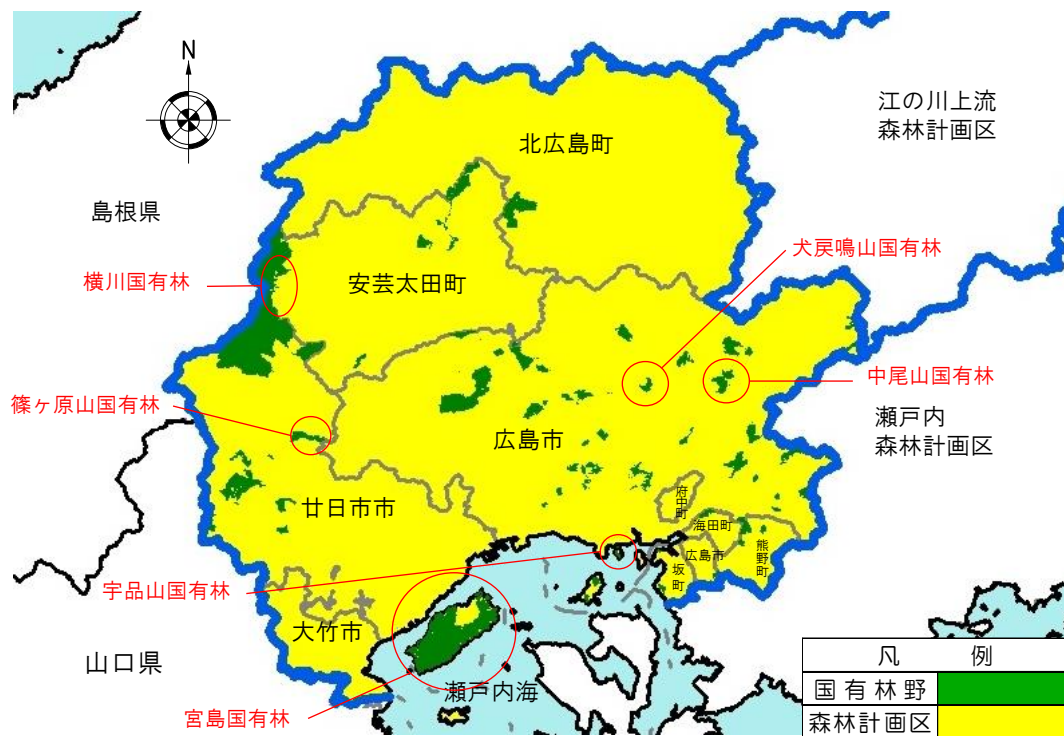 N
江の川上流
森林計画区
北広島町
島根県
犬戻鳴山国有林
横川国有林
安芸太田町
中尾山国有林
篠ヶ原山国有林
瀬戸内
森林計画区
広島市
廿日市市
府中町
海田町
広島市
熊野町
坂町
宇品山国有林
大竹市
山口県
瀬戸内海
宮島国有林
凡例
国有林野
森林計画区